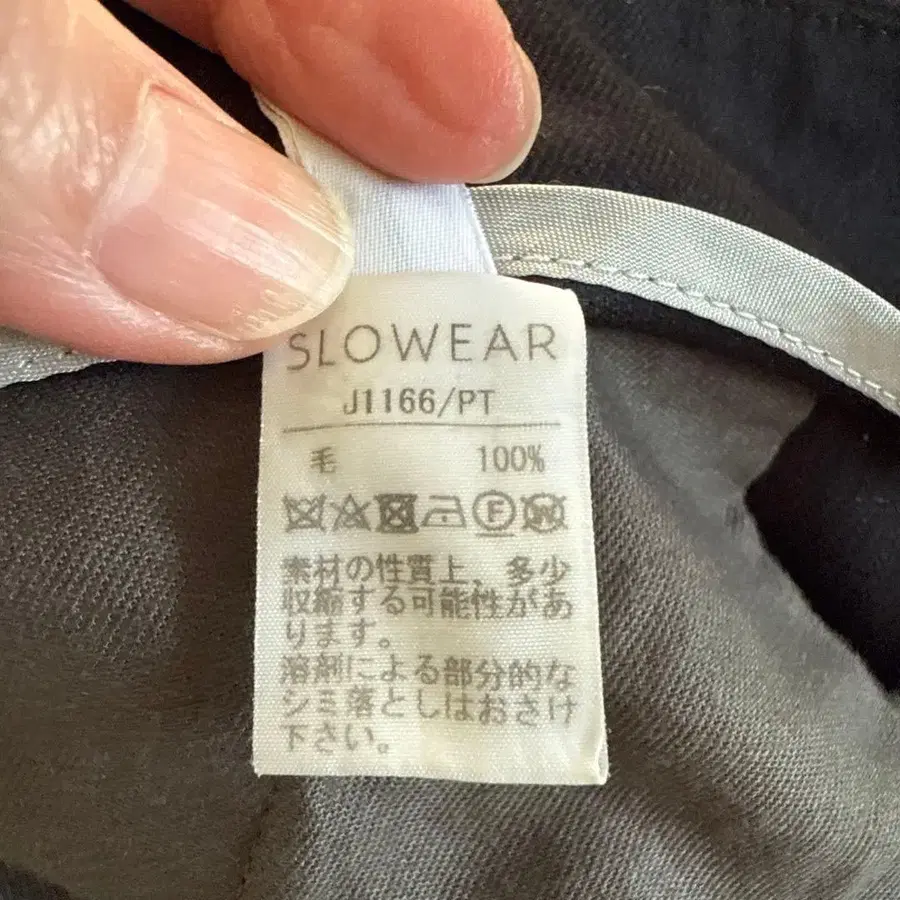 SLOWEAR
J1166/PT
毛 100%
F W
素材の性質上、多少
収縮する可能性があ
ります。
溶剤による部分的な
シミ落としはおさけ
下さい。